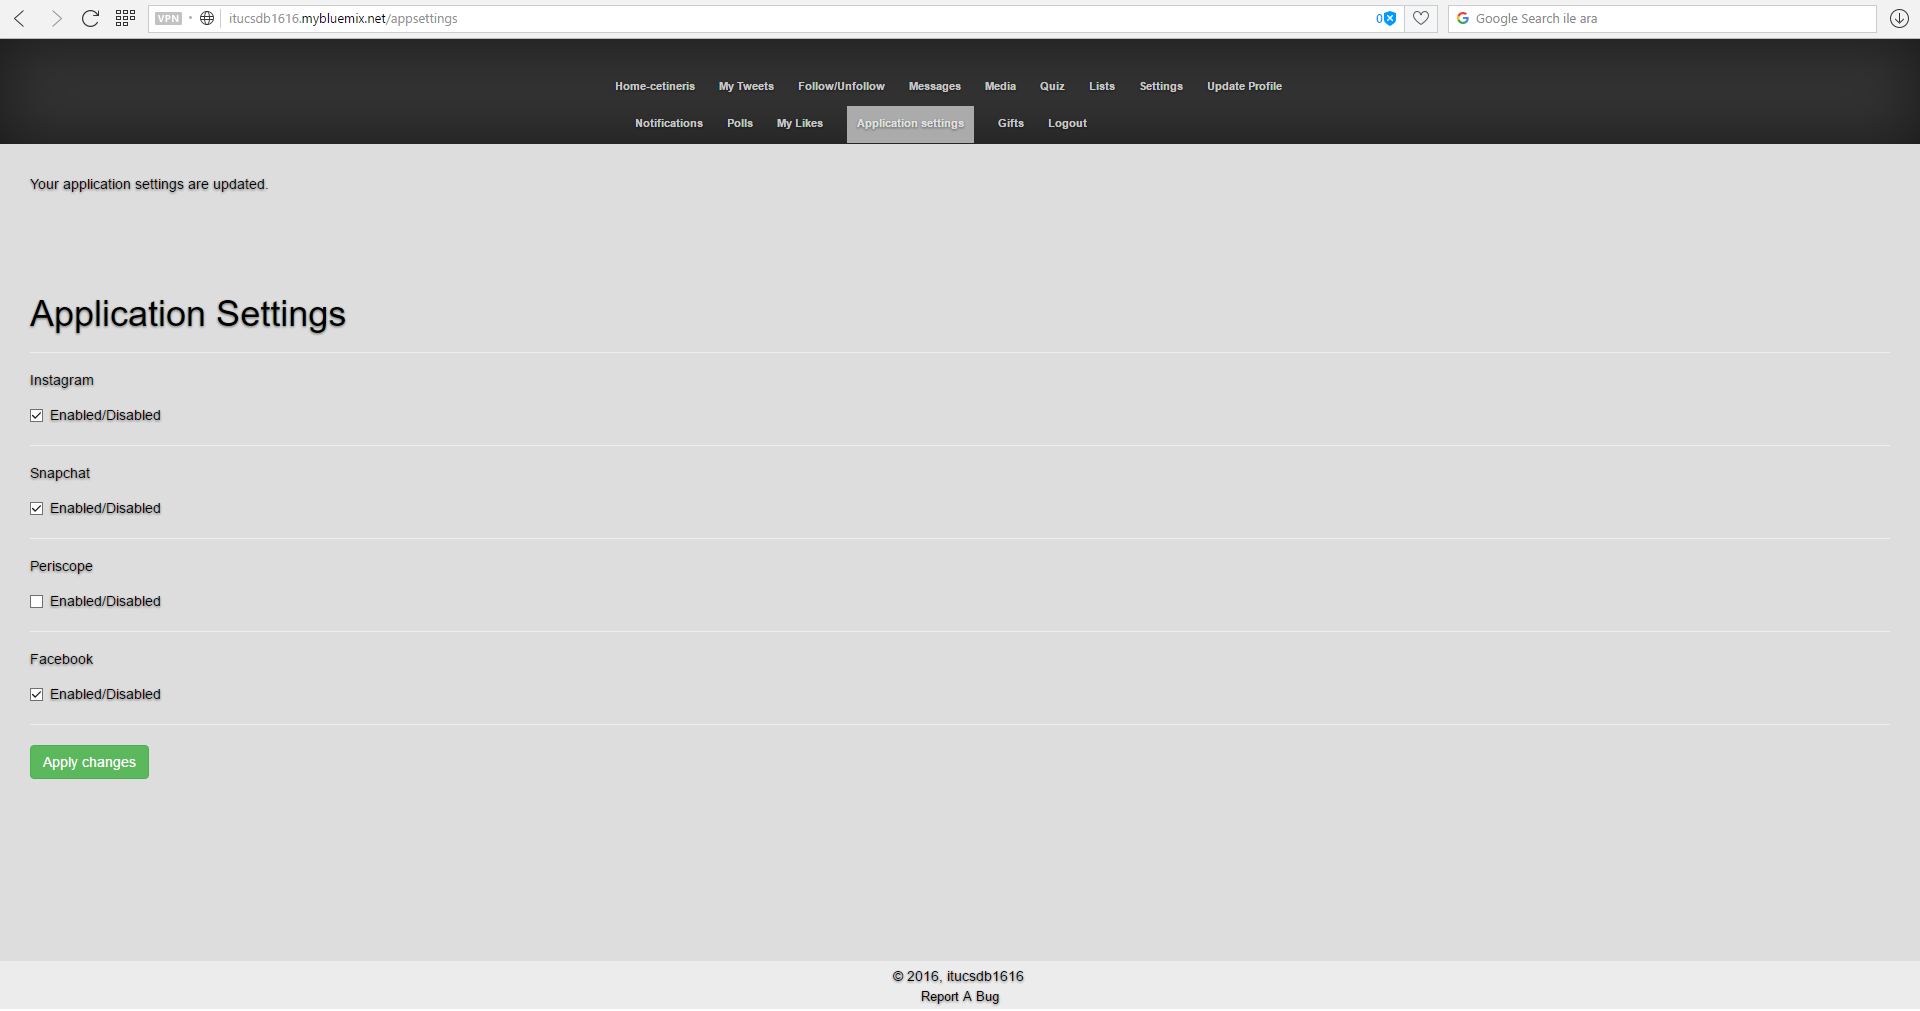 VPN itucsdb1616.mybluemix.net/appsettings 0 Google Search ile ara
Home-cetineris My Tweets Follow/Unfollow Messages Media Quiz Lists Settings Update Profile
Notifications Polls My Likes Application settings Gifts Logout
Your application settings are updated.
Application Settings
Instagram
Enabled/Disabled
Snapchat
Enabled/Disabled
Periscope
Enabled/Disabled
Facebook
Enabled/Disabled
Apply changes
© 2016, itucsdb1616
Report A Bug